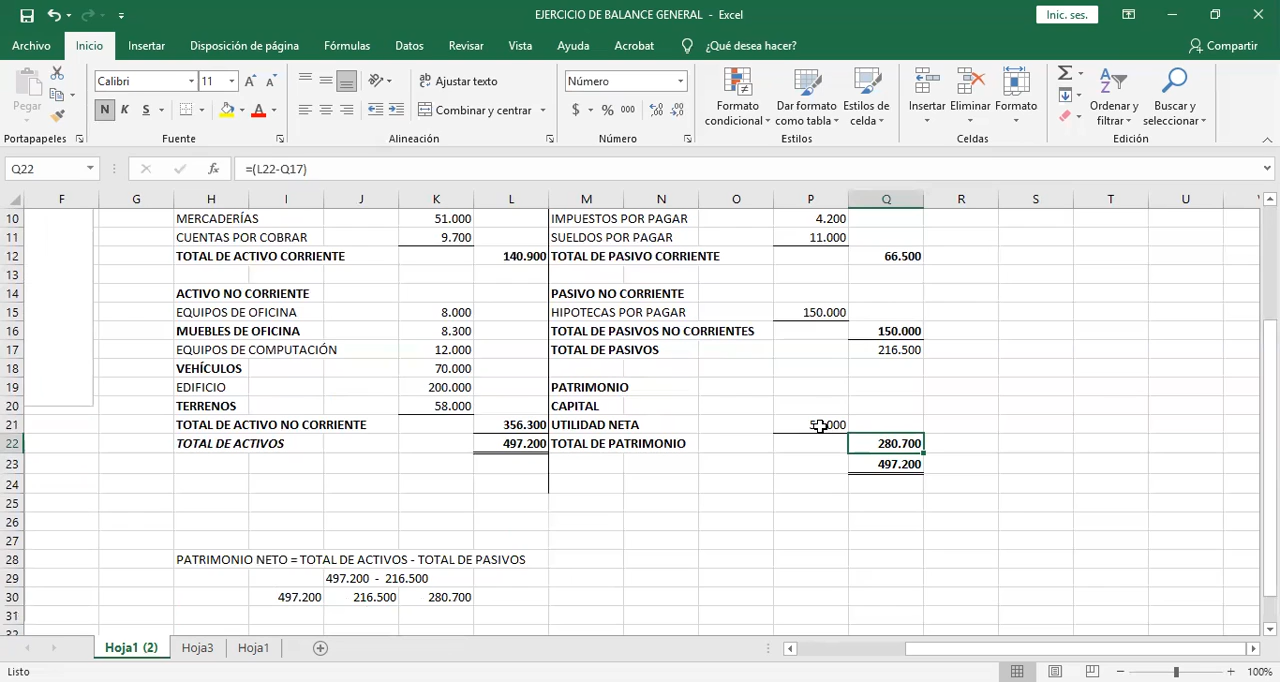 EJERCICIO DE BALANCE GENERAL - Excel
Inic. ses.
Archivo Inicio Insertar Disposición de página Fórmulas Datos Revisar Vista Ayuda Acrobat ¿Qué desea hacer? Compartir
Pegar
Calibri 11
N K S
Ajustar texto
Combinar y centrar
Número
$ % 000
Formato condicional
Dar formato como tabla
Estilos de celda
Insertar Eliminar Formato
Ordenar y filtrar
Buscar y seleccionar
Portapapeles Fuente Alineación Número Estilos Celdas Edición
Q22 fx =(L22-Q17)
F G H I J K L M N O P Q R S T U
10 MERCADERÍAS 51.000 IMPUESTOS POR PAGAR 4.200
11 CUENTAS POR COBRAR 9.700 SUELDOS POR PAGAR 11.000
12 TOTAL DE ACTIVO CORRIENTE 140.900 TOTAL DE PASIVO CORRIENTE 66.500
13
14 ACTIVO NO CORRIENTE PASIVO NO CORRIENTE
15 EQUIPOS DE OFICINA 8.000 HIPOTECAS POR PAGAR 150.000
16 MUEBLES DE OFICINA 8.300 TOTAL DE PASIVOS NO CORRIENTES 150.000
17 EQUIPOS DE COMPUTACIÓN 12.000 TOTAL DE PASIVOS 216.500
18 VEHÍCULOS 70.000
19 EDIFICIO 200.000 PATRIMONIO
20 TERRENOS 58.000 CAPITAL
21 TOTAL DE ACTIVO NO CORRIENTE 356.300 UTILIDAD NETA
22 TOTAL DE ACTIVOS 497.200 TOTAL DE PATRIMONIO 280.700
23 497.200
24
25
26
27
28 PATRIMONIO NETO = TOTAL DE ACTIVOS - TOTAL DE PASIVOS
29 497.200 - 216.500
30 497.200 216.500 280.700
31
32
Hoja1 (2) Hoja3 Hoja1
Listo
100%